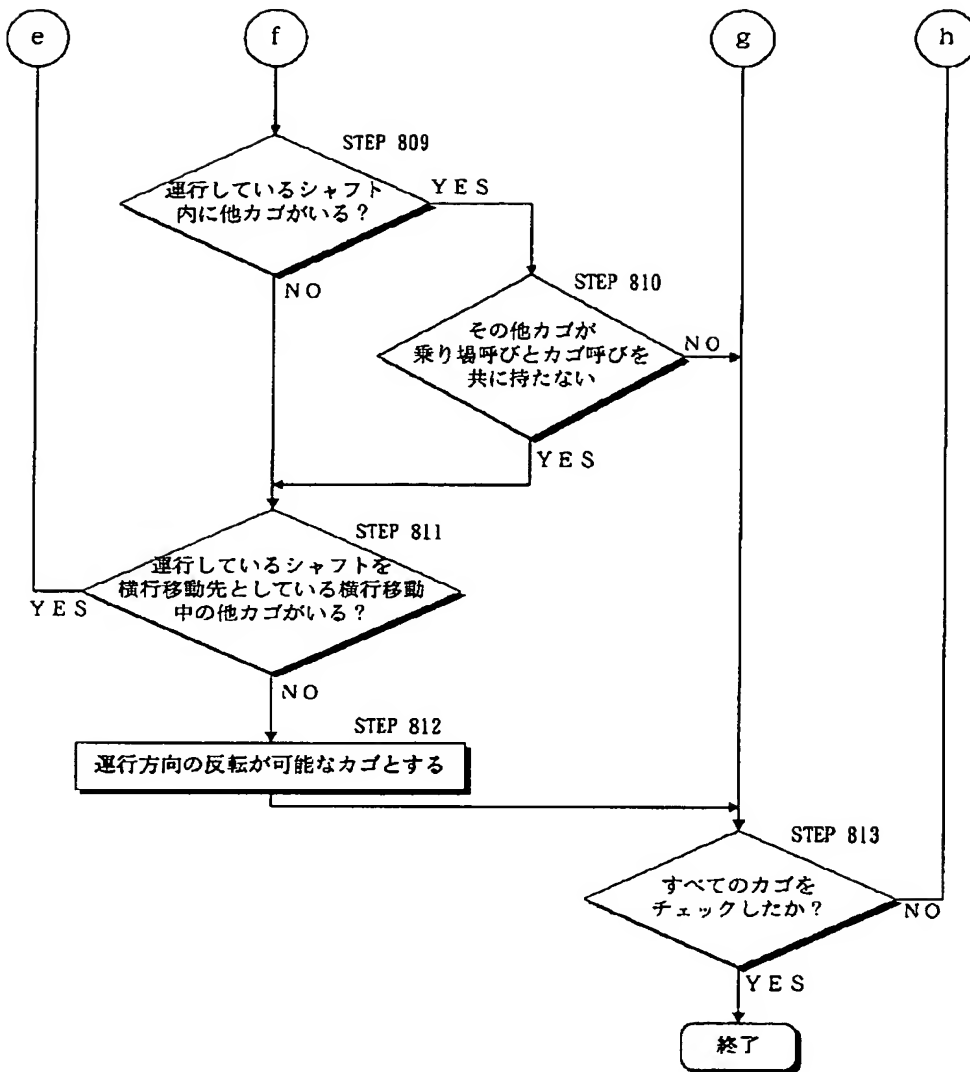 e
f
g
h
STEP 809
運行しているシャフト
内に他カゴがいる？
YES
NO
STEP 810
その他カゴが
乗り場呼びとカゴ呼びを
共に持たない
NO
YES
STEP 811
運行しているシャフトを
横行移動先としている横行移動
中の他カゴがいる？
YES
NO
STEP 812
運行方向の反転が可能なカゴとする
STEP 813
すべてのカゴを
チェックしたか？
NO
YES
終了